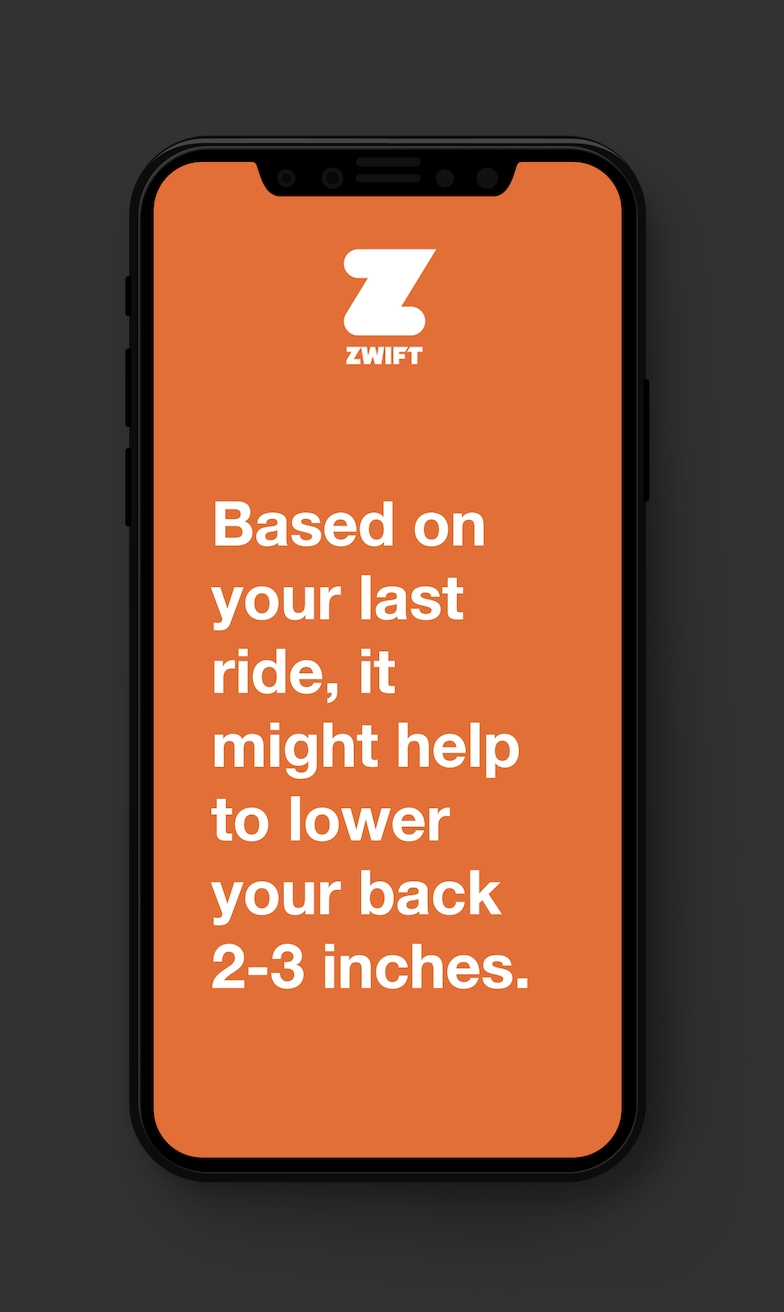 ZWIFT
Based on
your last
ride, it
might help
to lower
your back
2-3 inches.